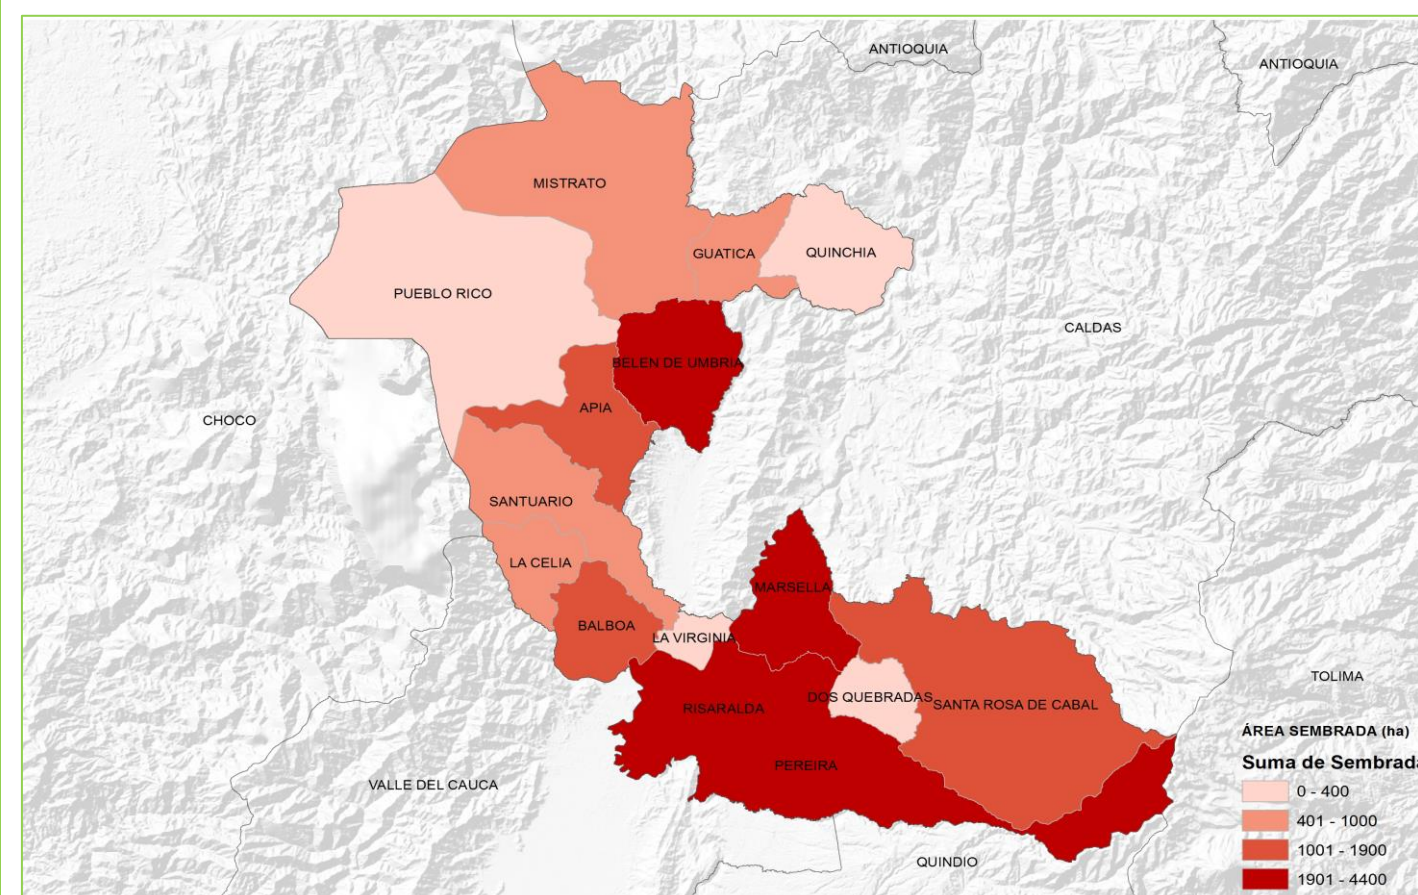 ANTIOQUIA
ANTIOQUIA
MISTRATO
GUATICA
QUINCHIA
PUEBLO RICO
CALDAS
BELEN DE UMBRIA
APIA
CHOCO
SANTUARIO
LA CELIA
MARSELLA
BALBOA
LA VIRGINIA
TOLIMA
DOS QUEBRADAS
SANTA ROSA DE CABAL
RISARALDA
PEREIRA
VALLE DEL CAUCA
QUINDIO
ÁREA SEMBRADA (ha)
Suma de Sembrada
0 - 400
401 - 1000
1001 - 1900
1901 - 4400